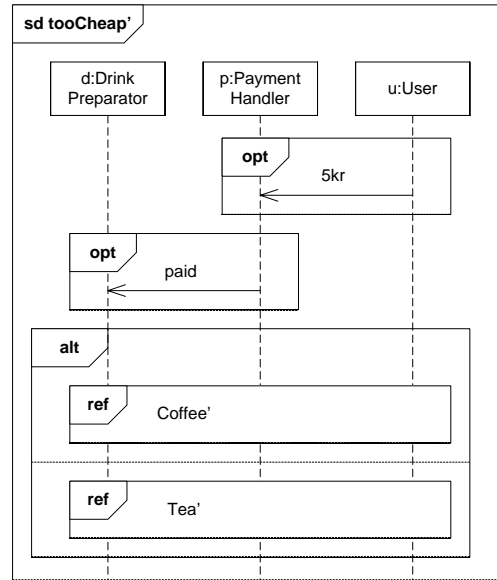 sd tooCheap’
d:Drink
Preparator
p:Payment
Handler
u:User
opt
5kr
opt
paid
alt
ref
Coffee’
ref
Tea’